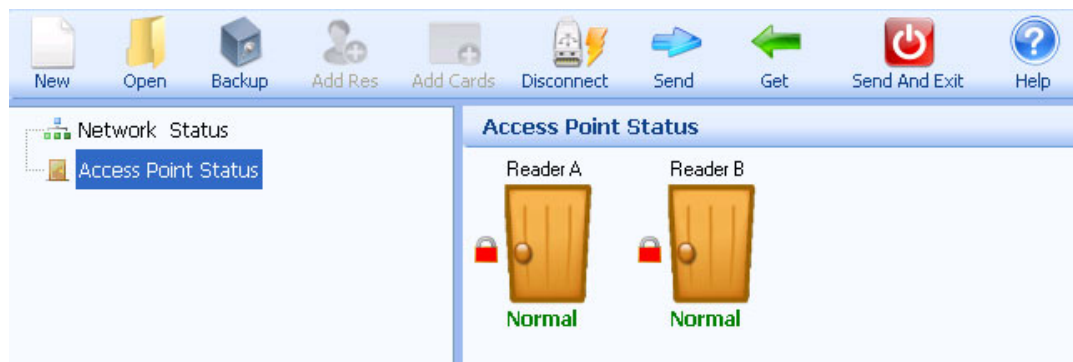 New Open Backup Add Res Add Cards Disconnect Send Get Send And Exit Help
Network Status
Access Point Status
Access Point Status
Reader A Reader B
Normal Normal